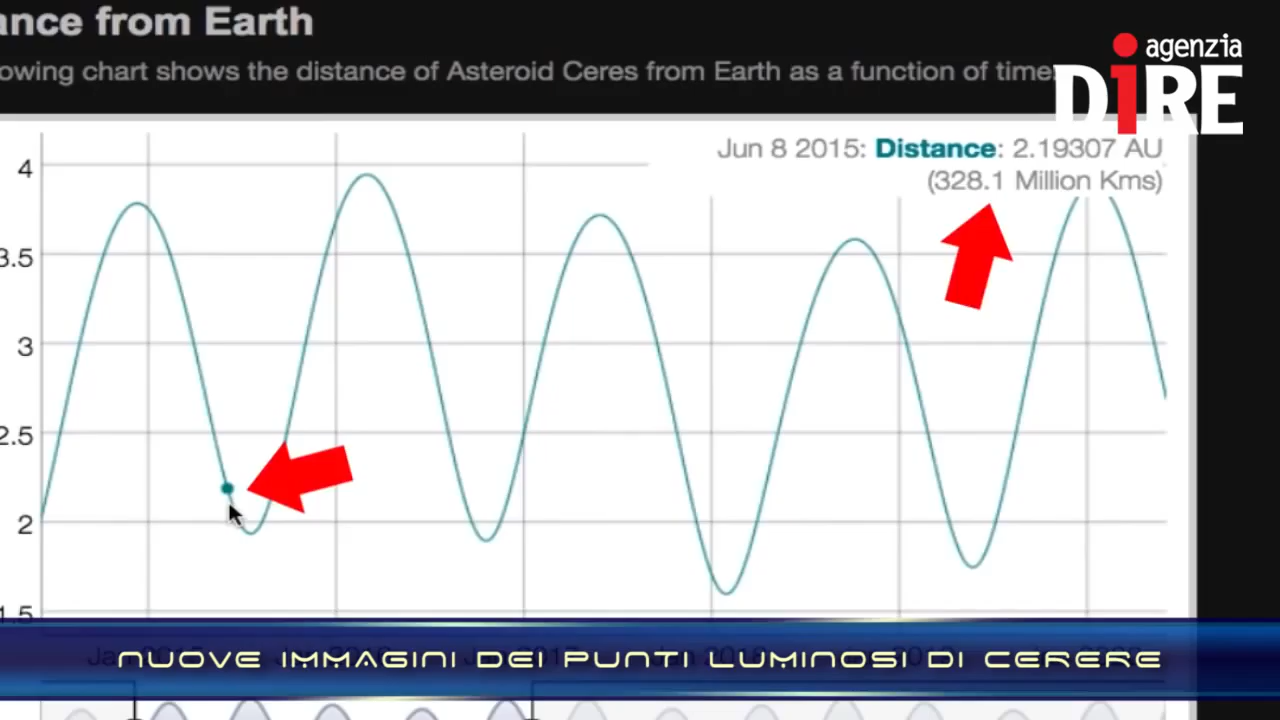 ance from Earth
owing chart shows the distance of Asteroid Ceres from Earth as a function of time.
agenzia
DiRE
Jun 8 2015: Distance: 2.19307 AU
(328.1 Million Kms)
4
3.5
3
2.5
2
1.5
NUOVE IMMAGINI DEI PUNTI LUMINOSI DI CERERE